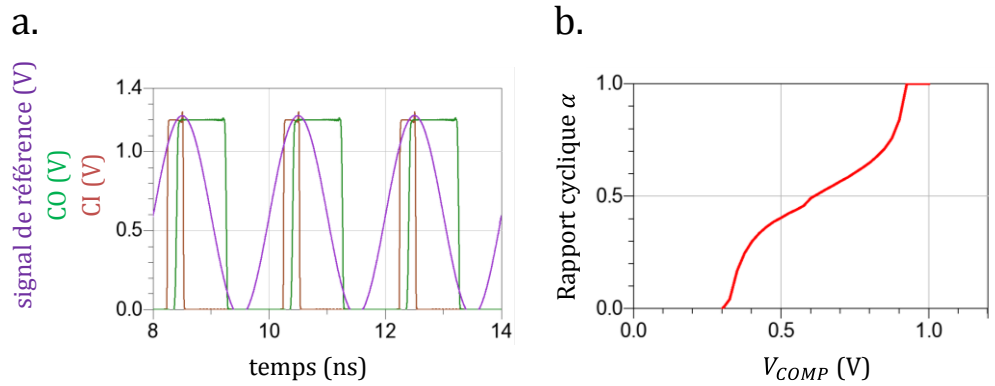 a.
signal de référence (V)
CO (V)
CI (V)
1.4
1.0
0.5
0.0
8
10
12
14
temps (ns)
b.
Rapport cyclique α
1.0
0.5
0.0
0.0
0.5
1.0
V_COMP (V)